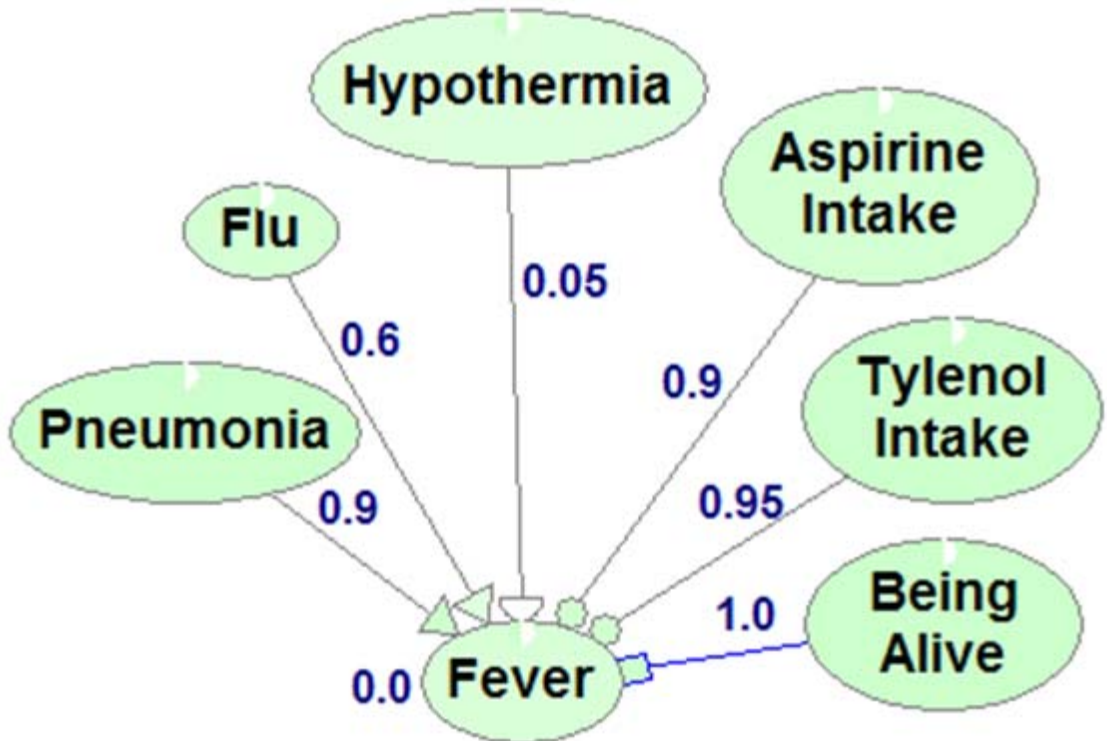 Hypothermia
Aspirine
Intake
Flu
0.05
0.6
0.9
Tylenol
Intake
Pneumonia
0.9
0.95
Being
Alive
1.0
0.0
Fever